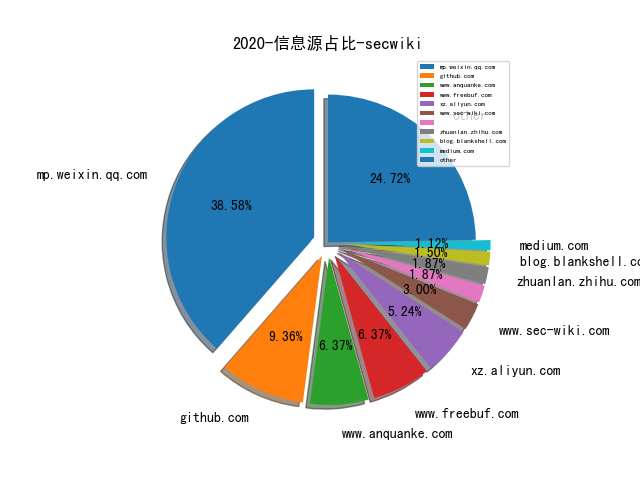 2020-信息源占比-secwiki
mp.weixin.qq.com
github.com
www.anquanke.com
www.freebuf.com
xz.aliyun.com
www.sec-wiki.com
zhuanlan.zhihu.com
blog.blankshell.com
medium.com
other
other
mp.weixin.qq.com
38.58%
24.72%
1.12%
1.50%
1.87%
1.87%
3.00%
5.24%
6.37%
6.37%
9.36%
medium.com
blog.blankshell.co
zhuanlan.zhihu.com
www.sec-wiki.com
xz.aliyun.com
www.freebuf.com
www.anquanke.com
github.com